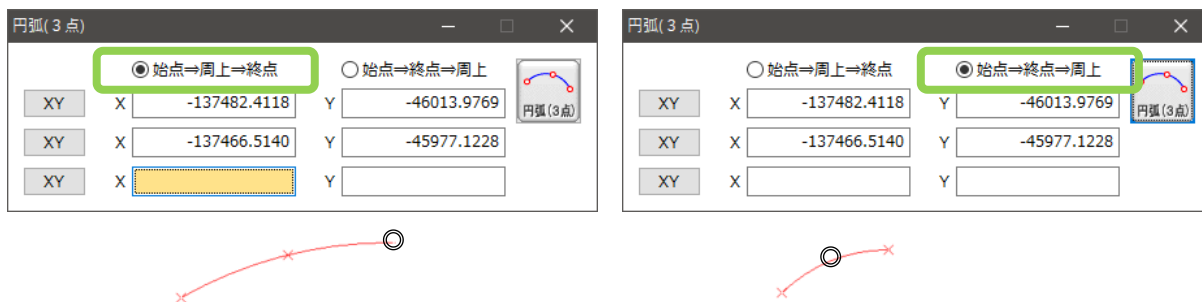 円弧(３点)
始点⇒周上⇒終点
始点⇒終点⇒周上
XY X -137482.4118 Y -46013.9769
円弧(3点)
XY X -137466.5140 Y -45977.1228
XY X Y
円弧(３点)
始点⇒周上⇒終点
始点⇒終点⇒周上
XY X -137482.4118 Y -46013.9769
円弧(3点)
XY X -137466.5140 Y -45977.1228
XY X Y